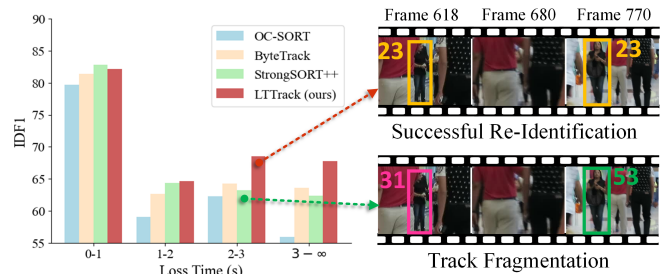 90
85
80
75
70
65
60
55
IDF1
OC-SORT
ByteTrack
StrongSORT++
LTTrack (ours)
0-1
1-2
2-3
3 − ∞
Loss Time (s)
Frame 618 Frame 680 Frame 770
23 23
Successful Re-Identification
31 53
Track Fragmentation